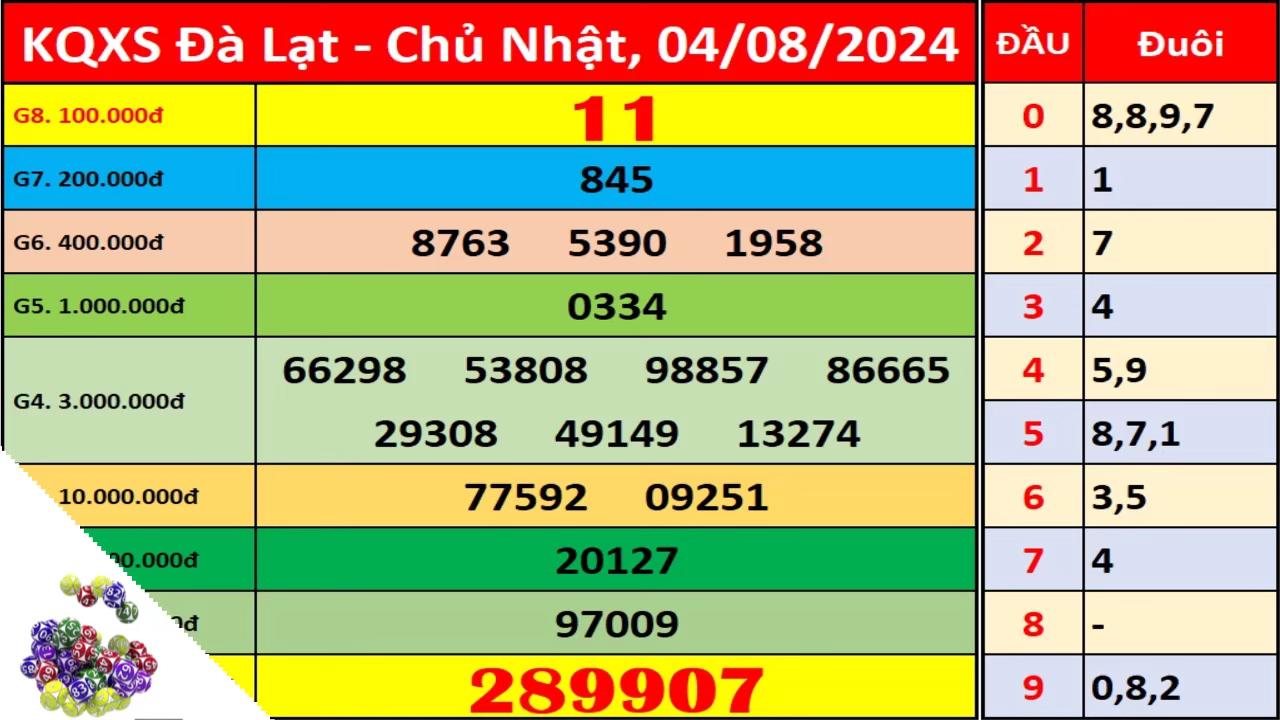 KQXS Đà Lạt - Chủ Nhật, 04/08/2024 ĐẦU Đuôi
G8. 100.000đ 11 0 8,8,9,7
G7. 200.000đ 845 1 1
G6. 400.000đ 8763 5390 1958 2 7
G5. 1.000.000đ 0334 3 4
G4. 3.000.000đ 66298 53808 98857 86665 4 5,9
29308 49149 13274 5 8,7,1
10.000.000đ 77592 09251 6 3,5
00.000đ 20127 7 4
0đ 97009 8 -
289907 9 0,8,2